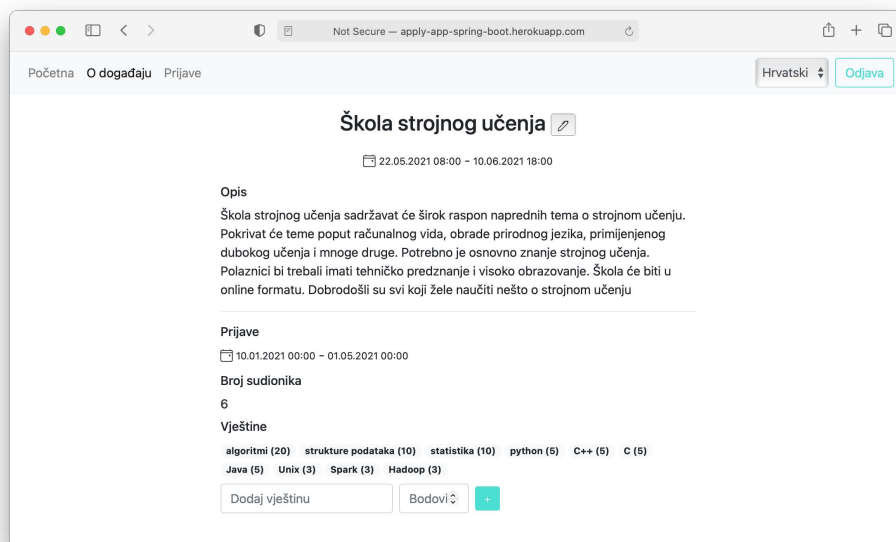 Not Secure — apply-app-spring-boot.herokuapp.com
Početna O događaju Prijave Hrvatski Odjava
Škola strojnog učenja
22.05.2021 08:00 - 10.06.2021 18:00
Opis
Škola strojnog učenja sadržavat će širok raspon naprednih tema o strojnom učenju.
Pokrivat će teme poput računalnog vida, obrade prirodnog jezika, primijenjenog
dubokog učenja i mnoge druge. Potrebno je osnovno znanje strojnog učenja.
Polaznici bi trebali imati tehničko predznanje i visoko obrazovanje. Škola će biti u
online formatu. Dobrodošli su svi koji žele naučiti nešto o strojnom učenju
Prijave
10.01.2021 00:00 - 01.05.2021 00:00
Broj sudionika
6
Vještine
algoritmi (20) strukture podataka (10) statistika (10) python (5) C++ (5) C (5)
Java (5) Unix (3) Spark (3) Hadoop (3)
Dodaj vještinu Bodovi +